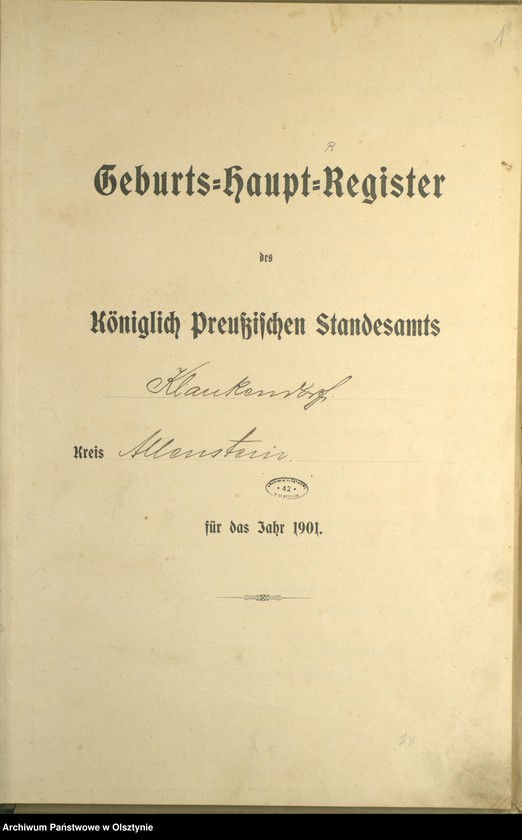 1
R
Geburts-Haupt-Register
des
Königlich Preußischen Standesamts
Klaukendorf.
Kreis Allenstein.
42
für das Jahr 1901.
28
Archiwum Państwowe w Olsztynie